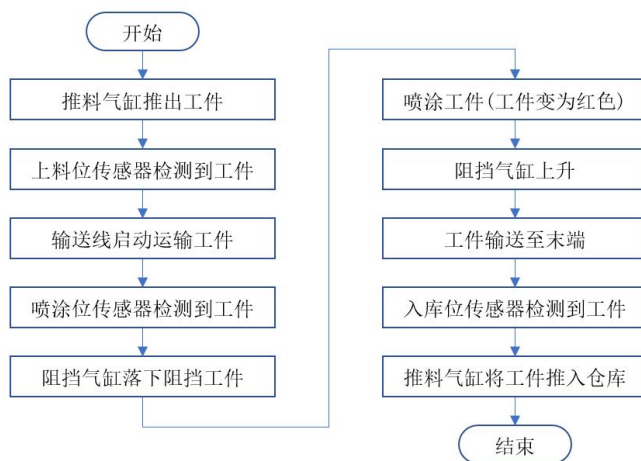 开始
推料气缸推出工件
上料位传感器检测到工件
输送线启动运输工件
喷涂位传感器检测到工件
阻挡气缸落下阻挡工件
喷涂工件(工件变为红色)
阻挡气缸上升
工件输送至末端
入库位传感器检测到工件
推料气缸将工件推入仓库
结束